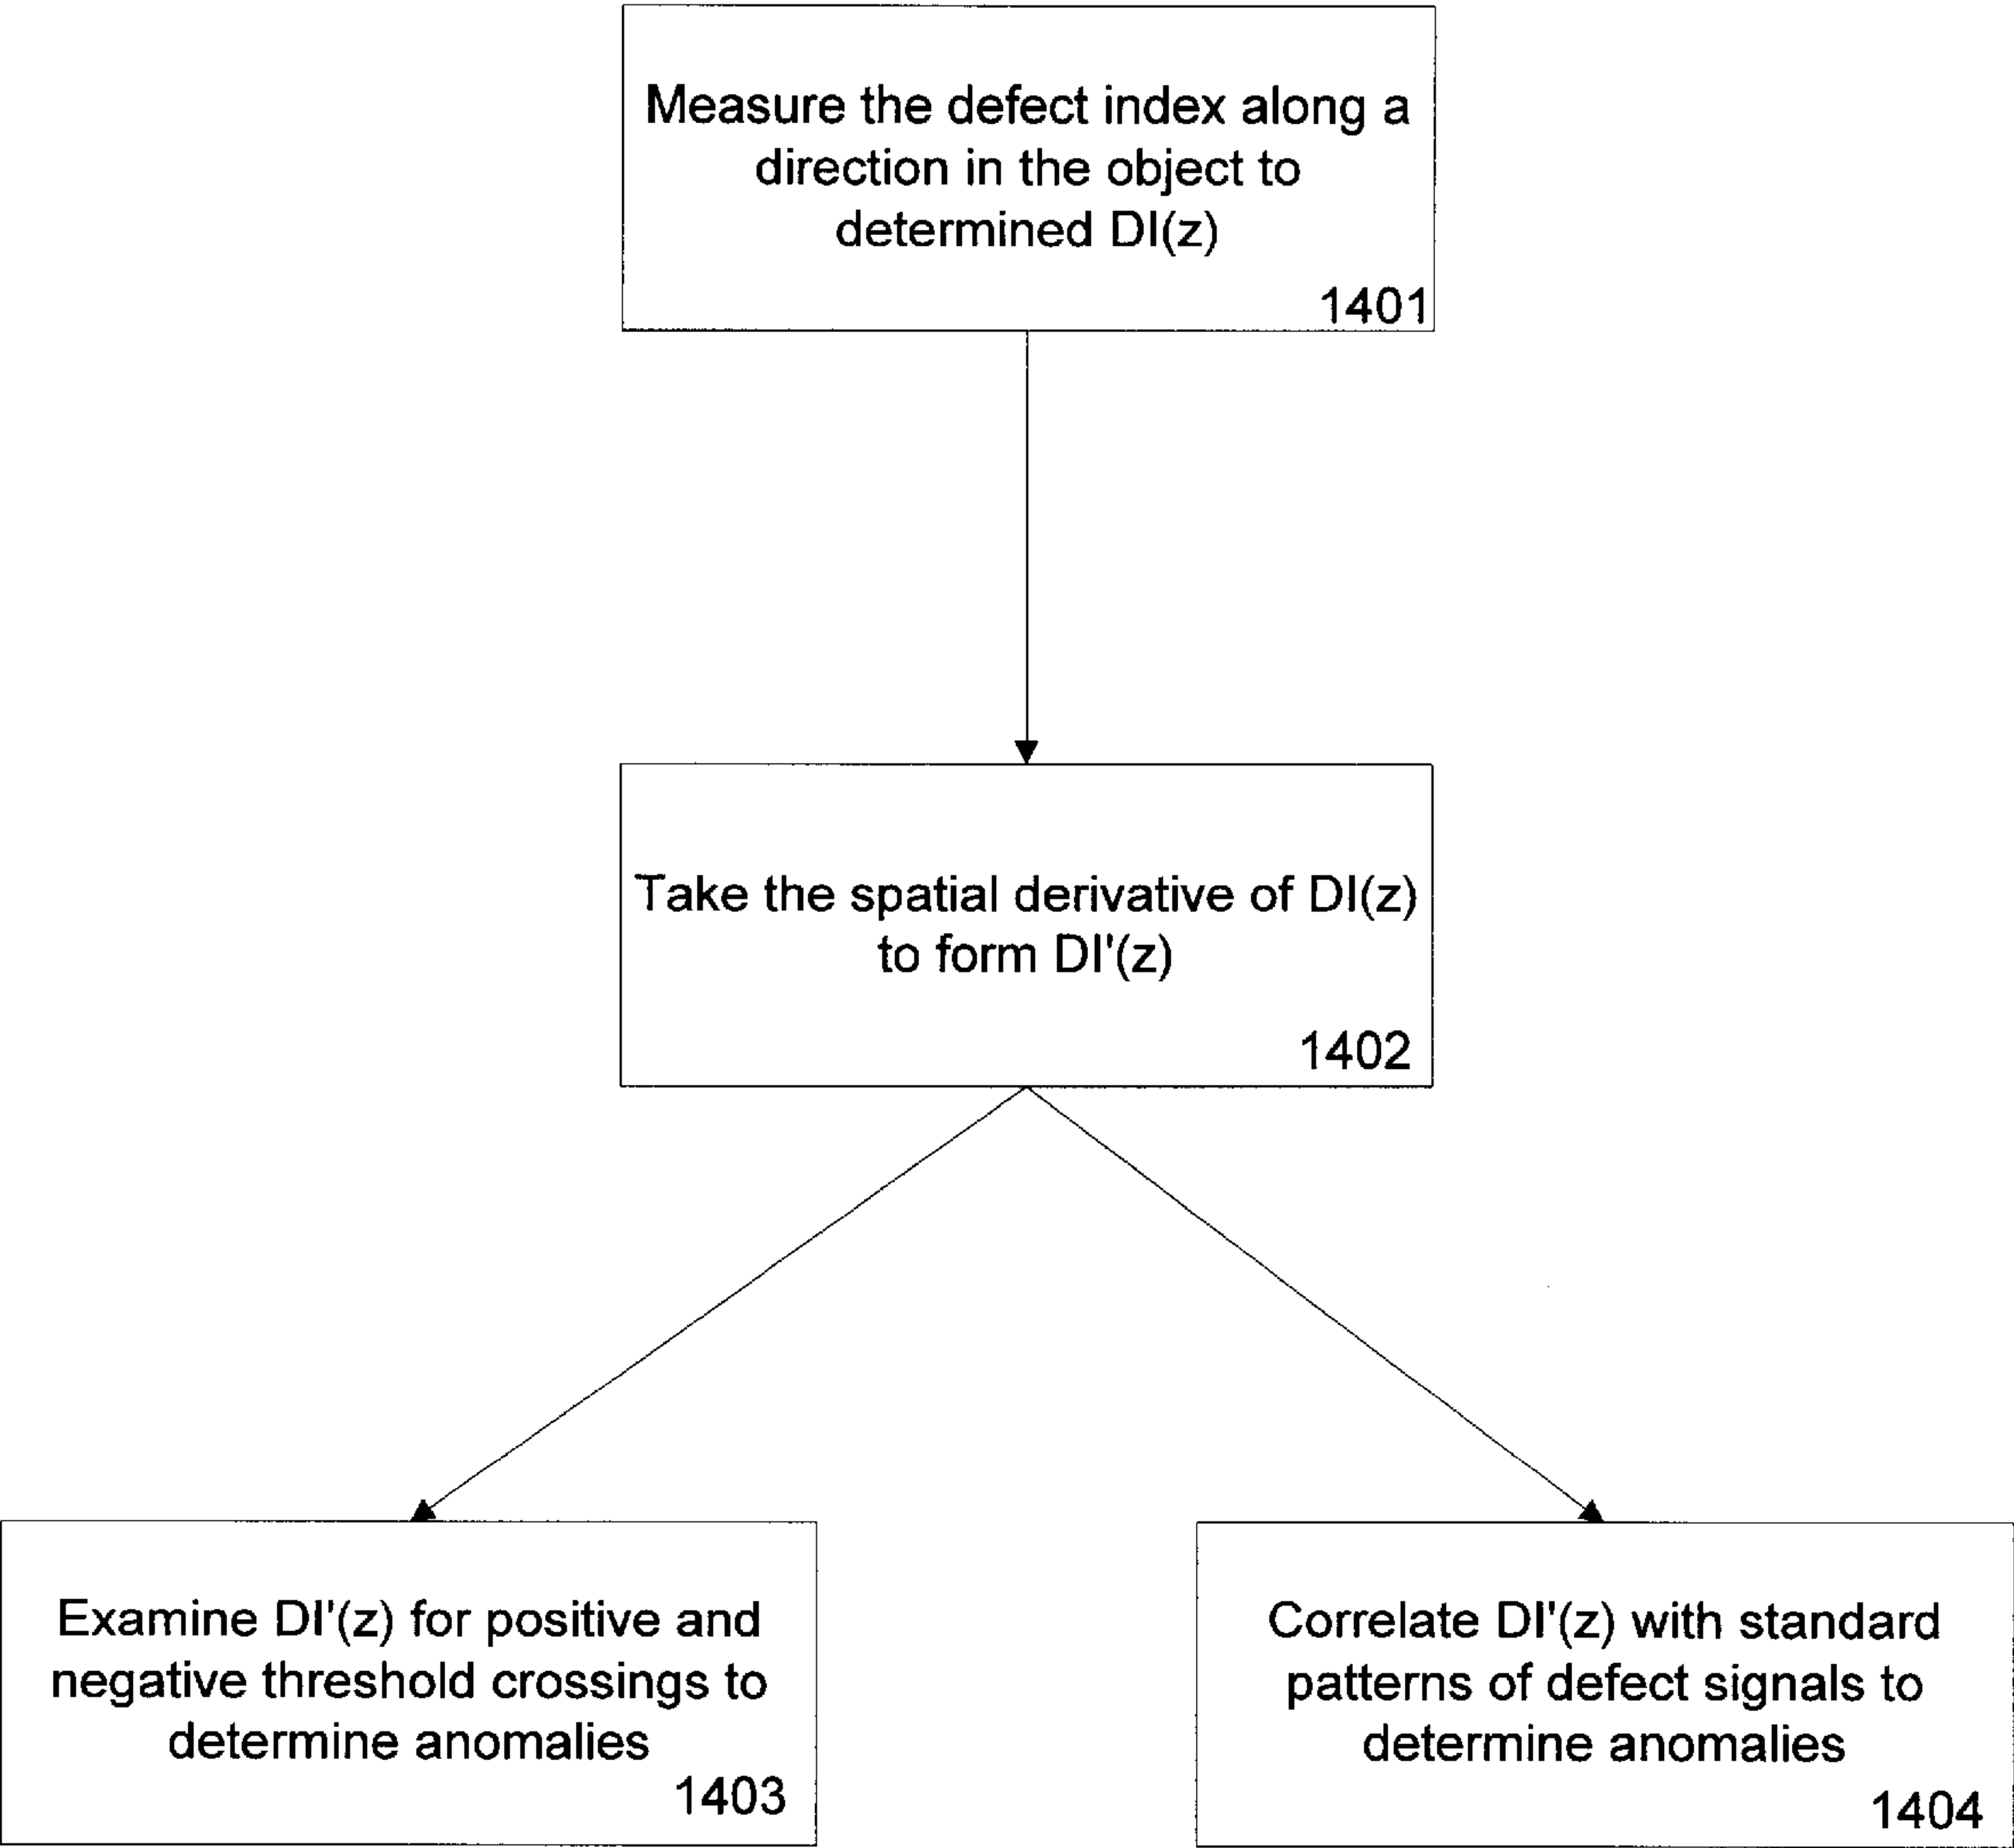 Measure the defect index along a
direction in the object to
determined DI(z)
1401
Take the spatial derivative of DI(z)
to form DI'(z)
1402
Examine DI'(z) for positive and
negative threshold crossings to
determine anomalies
1403
Correlate DI'(z) with standard
patterns of defect signals to
determine anomalies
1404